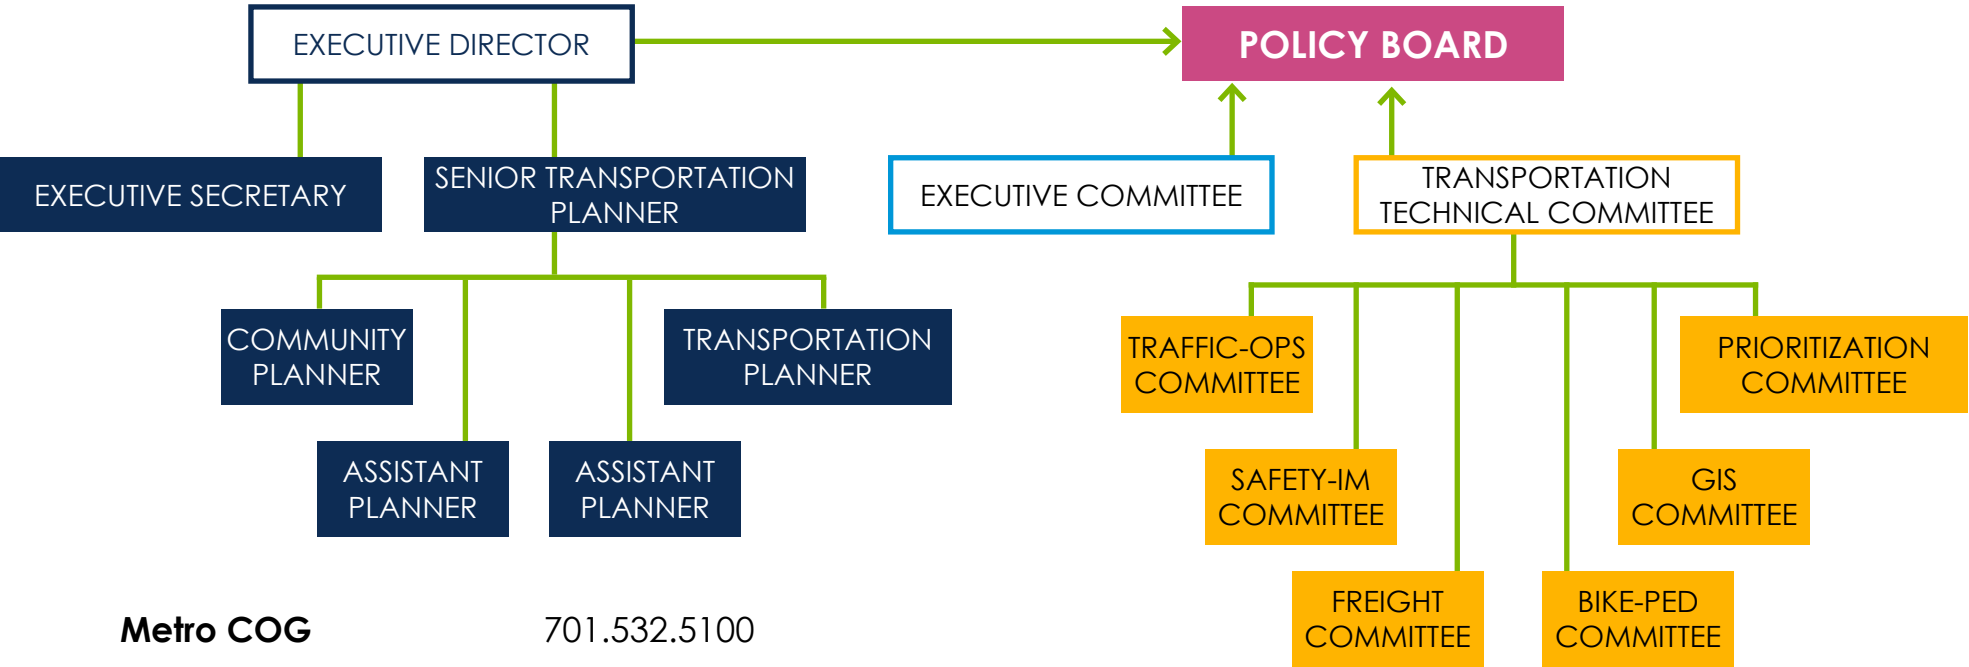 EXECUTIVE DIRECTOR
POLICY BOARD
EXECUTIVE SECRETARY
SENIOR TRANSPORTATION
PLANNER
EXECUTIVE COMMITTEE
TRANSPORTATION
TECHNICAL COMMITTEE
COMMUNITY
PLANNER
TRANSPORTATION
PLANNER
TRAFFIC-OPS
COMMITTEE
PRIORITIZATION
COMMITTEE
ASSISTANT
PLANNER
ASSISTANT
PLANNER
SAFETY-IM
COMMITTEE
GIS
COMMITTEE
FREIGHT
COMMITTEE
BIKE-PED
COMMITTEE
Metro COG
701.532.5100